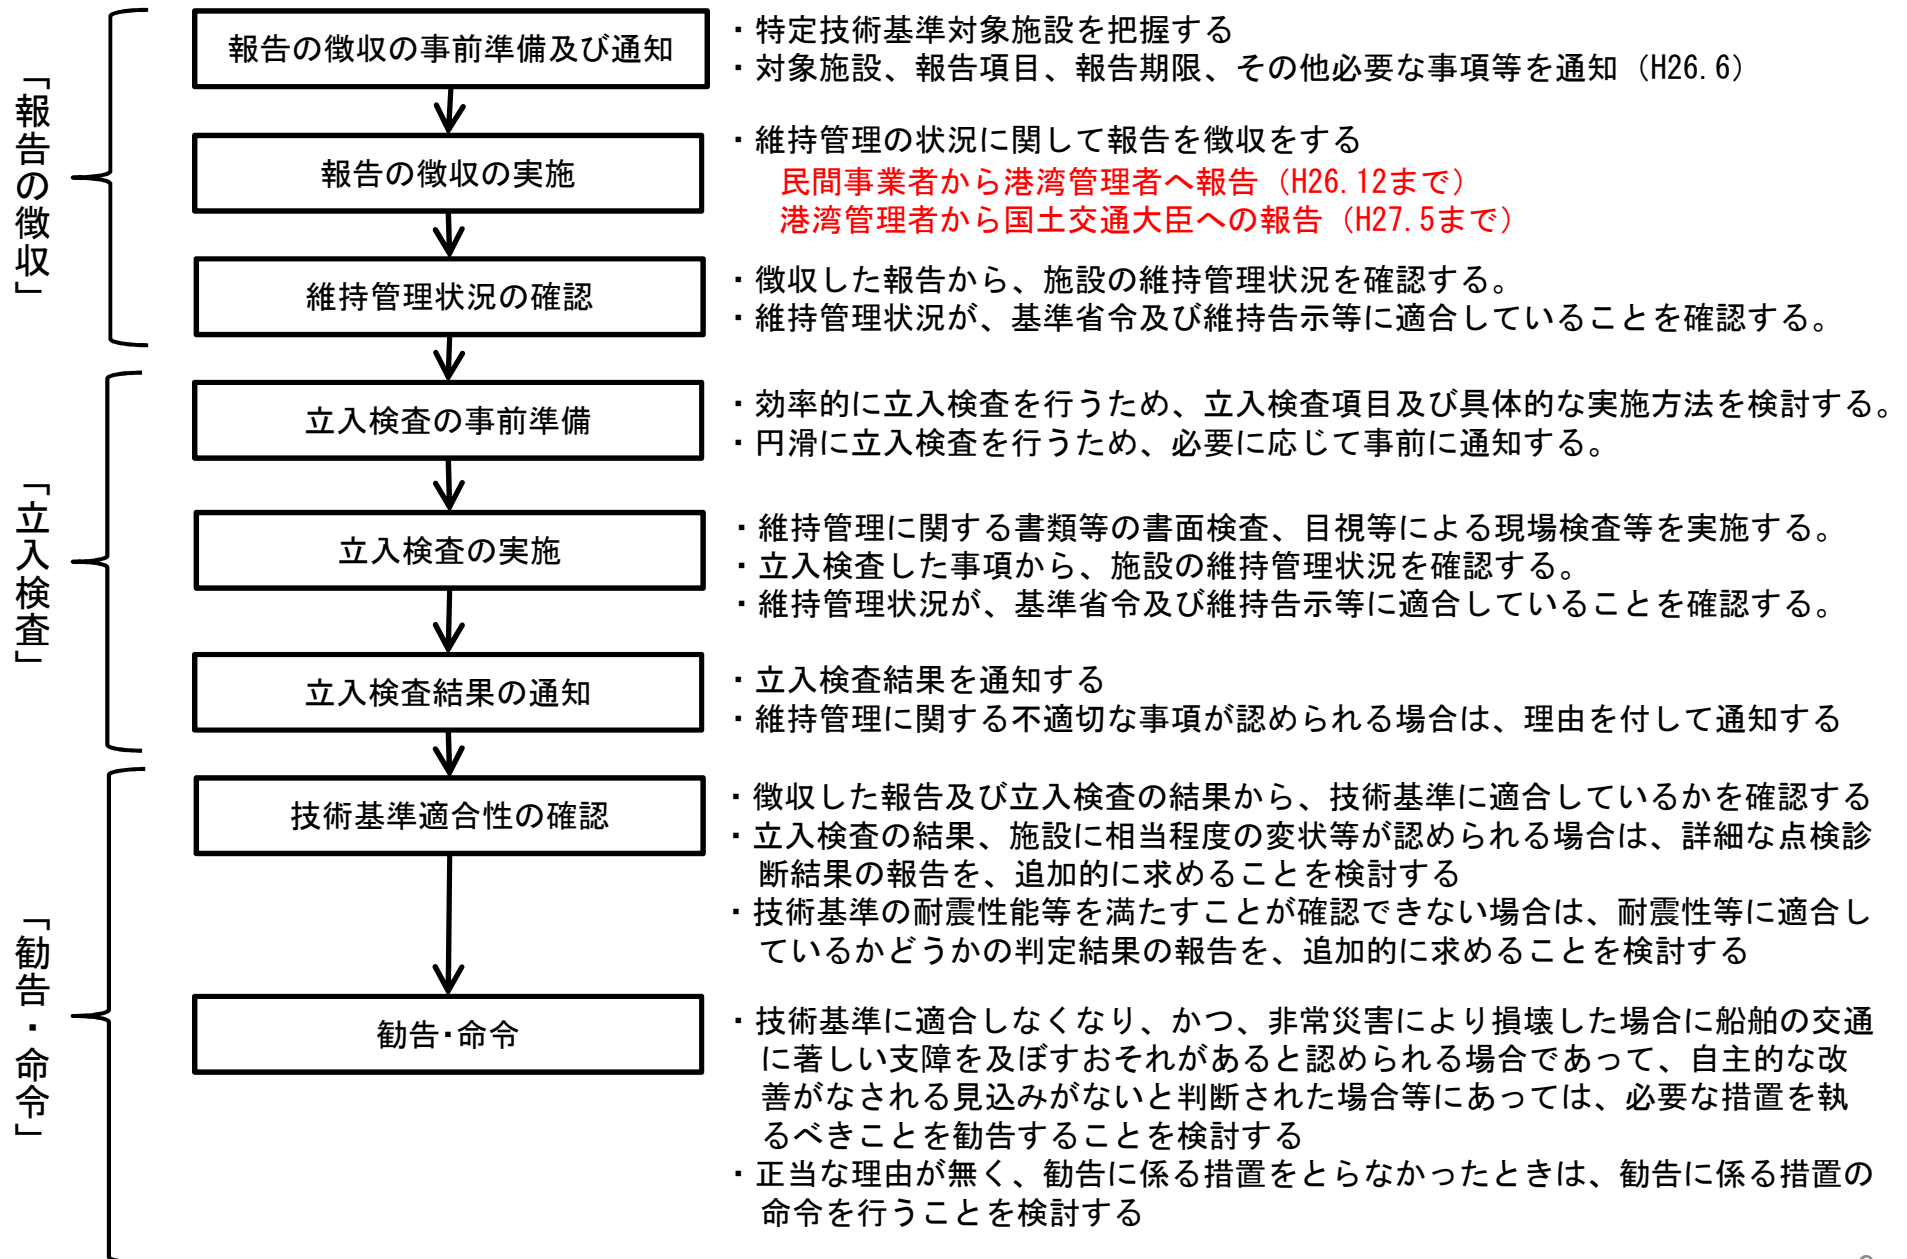 「報告の徴収」
報告の徴収の事前準備及び通知
・特定技術基準対象施設を把握する
・対象施設、報告項目、報告期限、その他必要な事項等を通知（H26.6）
報告の徴収の実施
・維持管理の状況に関して報告を徴収をする
民間事業者から港湾管理者へ報告（H26.12まで）
港湾管理者から国土交通大臣への報告（H27.5まで）
維持管理状況の確認
・徴収した報告から、施設の維持管理状況を確認する。
・維持管理状況が、基準省令及び維持告示等に適合していることを確認する。
「立入検査」
立入検査の事前準備
・効率的に立入検査を行うため、立入検査項目及び具体的な実施方法を検討する。
・円滑に立入検査を行うため、必要に応じて事前に通知する。
立入検査の実施
・維持管理に関する書類等の書面検査、目視等による現場検査等を実施する。
・立入検査した事項から、施設の維持管理状況を確認する。
・維持管理状況が、基準省令及び維持告示等に適合していることを確認する。
立入検査結果の通知
・立入検査結果を通知する
・維持管理に関する不適切な事項が認められる場合は、理由を付して通知する
「勧告・命令」
技術基準適合性の確認
・徴収した報告及び立入検査の結果から、技術基準に適合しているかを確認する
・立入検査の結果、施設に相当程度の変状等が認められる場合は、詳細な点検診
断結果の報告を、追加的に求めることを検討する
・技術基準の耐震性能等を満たすことが確認できない場合は、耐震性等に適合し
ているかどうかの判定結果の報告を、追加的に求めることを検討する
勧告・命令
・技術基準に適合しなくなり、かつ、非常災害により損壊した場合に船舶の交通
に著しい支障を及ぼすおそれがあると認められる場合であって、自主的な改
善がなされる見込みがないと判断された場合等にあっては、必要な措置を執
るべきことを勧告することを検討する
・正当な理由が無く、勧告に係る措置をとらなかったときは、勧告に係る措置の
命令を行うことを検討する